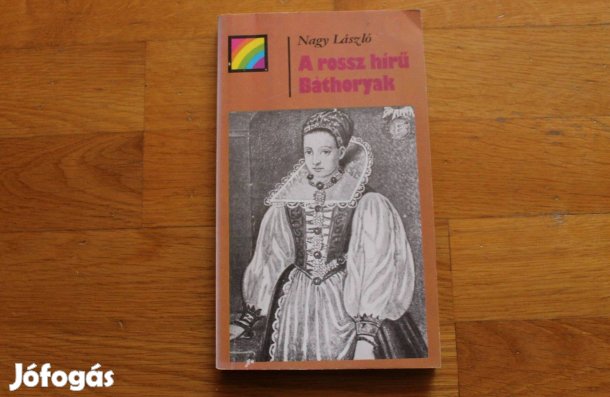 Nagy László
A rossz hírű
Báthoryak
Jófogás